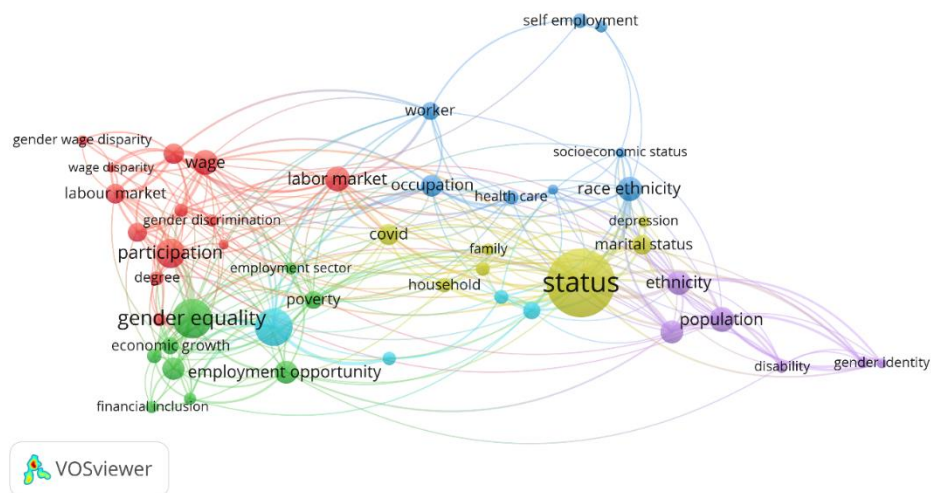 self employment
worker
gender wage disparity
wage
socioeconomic status
wage disparity
labor market
occupation
race ethnicity
labour market
health care
gender discrimination
depression
covid
marital status
participation
family
employment sector
degree
household
status
ethnicity
poverty
gender equality
population
economic growth
employment opportunity
disability
gender identity
financial inclusion
VOSviewer